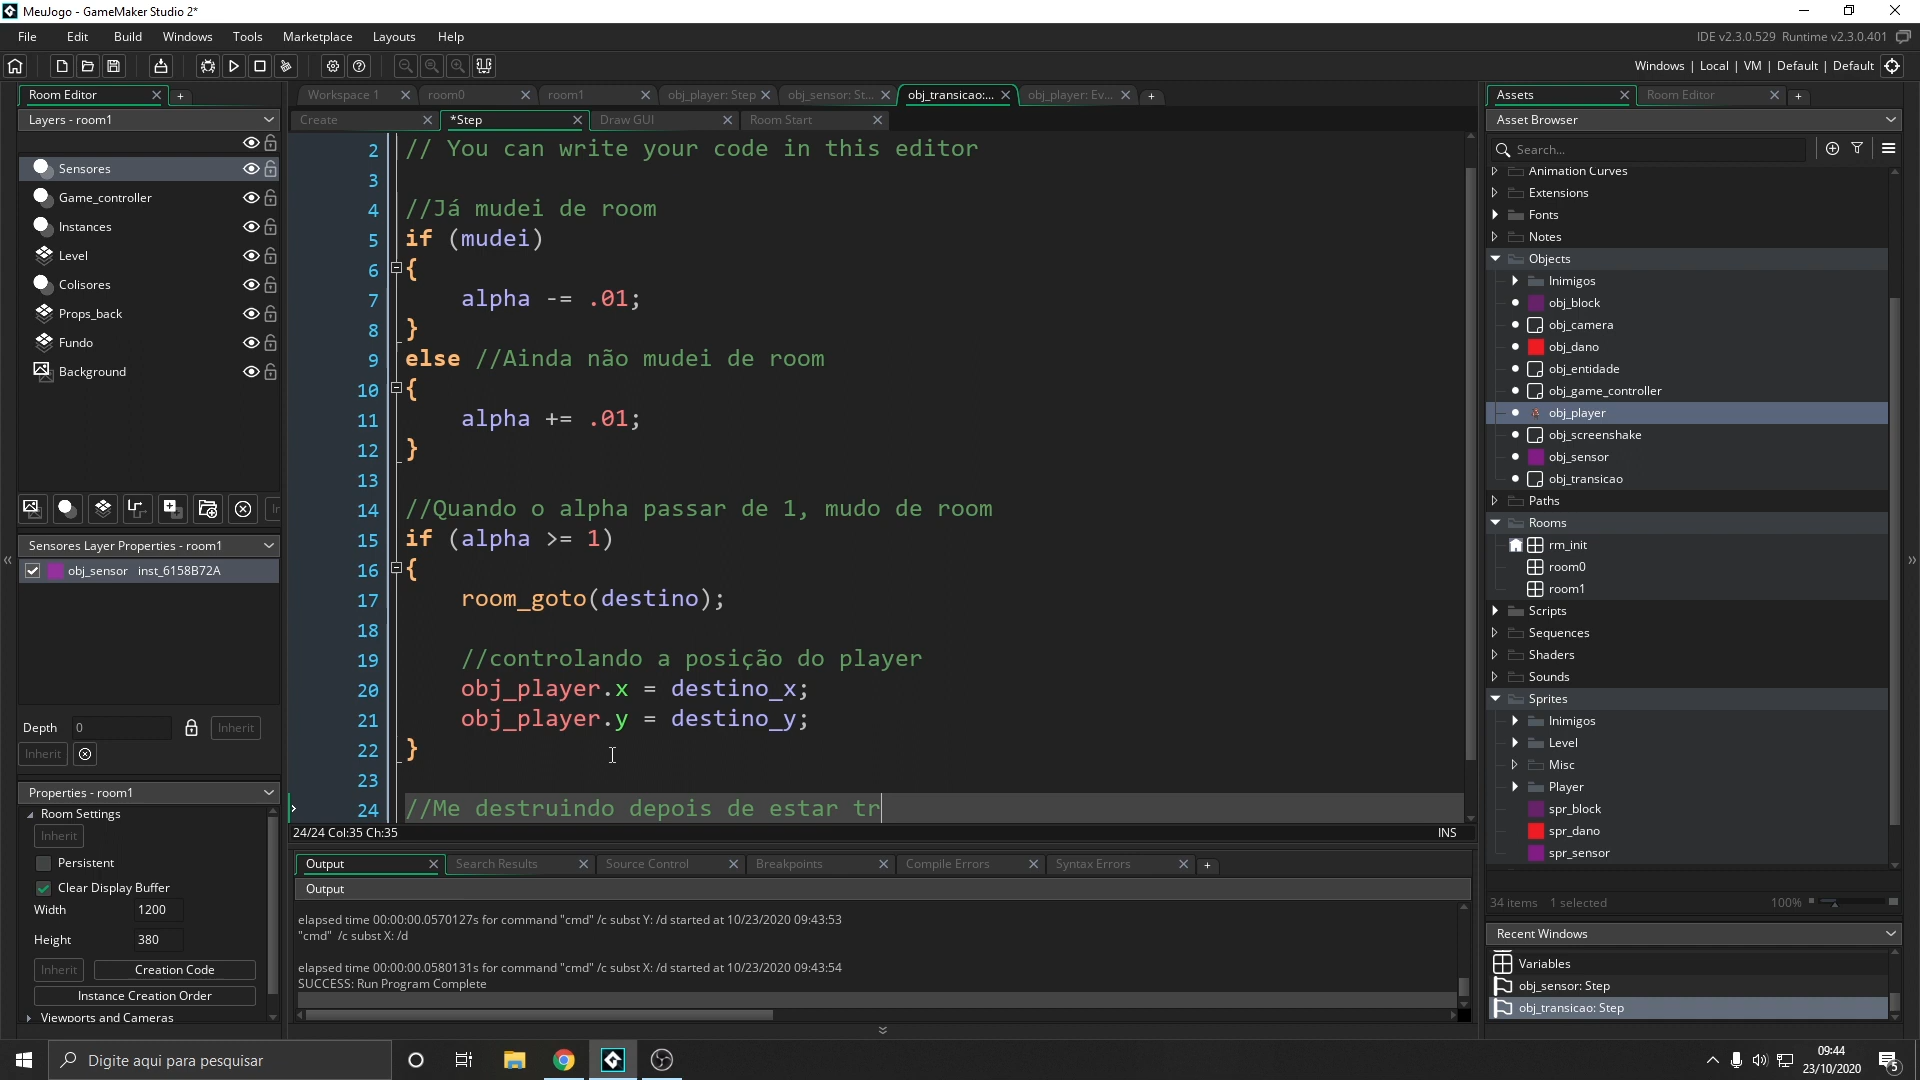 MeuJogo - GameMaker Studio 2*
File Edit Build Windows Tools Marketplace Layouts Help
IDE v2.3.0.529 Runtime v2.3.0.401
Windows | Local | VM | Default | Default
Room Editor
Layers - room1
Sensores
Game_controller
Instances
Level
Colisores
Props_back
Fundo
Background
In
Sensores Layer Properties - room1
obj_sensor inst_6158B72A
Depth 0 Inherit
Inherit
Properties - room1
Room Settings
Inherit
Persistent
Clear Display Buffer
Width 1200
Height 380
Inherit Creation Code
Instance Creation Order
Viewports and Cameras
Workspace 1 room0 room1 obj_player: Step obj_sensor: St... obj_transicao:... obj_player: Ev...
Create *Step Draw GUI Room Start
2 // You can write your code in this editor
3
4 //Já mudei de room
5 if (mudei)
6 {
7 alpha -= .01;
8 }
9 else //Ainda não mudei de room
10 {
11 alpha += .01;
12 }
13
14 //Quando o alpha passar de 1, mudo de room
15 if (alpha >= 1)
16 {
17 room_goto(destino);
18
19 //controlando a posição do player
20 obj_player.x = destino_x;
21 obj_player.y = destino_y;
22 }
23
24 //Me destruindo depois de estar tr
24/24 Col:35 Ch:35 INS
Output Search Results Source Control Breakpoints Compile Errors Syntax Errors
Output
elapsed time 00:00:00.0570127s for command "cmd" /c subst Y: /d started at 10/23/2020 09:43:53
"cmd" /c subst X: /d
elapsed time 00:00:00.0580131s for command "cmd" /c subst X: /d started at 10/23/2020 09:43:54
SUCCESS: Run Program Complete
Assets Room Editor
Asset Browser
Search...
Animation Curves
Extensions
Fonts
Notes
Objects
Inimigos
obj_block
obj_camera
obj_dano
obj_entidade
obj_game_controller
obj_player
obj_screenshake
obj_sensor
obj_transicao
Paths
Rooms
rm_init
room0
room1
Scripts
Sequences
Shaders
Sounds
Sprites
Inimigos
Level
Misc
Player
spr_block
spr_dano
spr_sensor
34 items 1 selected 100%
Recent Windows
Variables
obj_sensor: Step
obj_transicao: Step
Digite aqui para pesquisar
09:44
23/10/2020
5